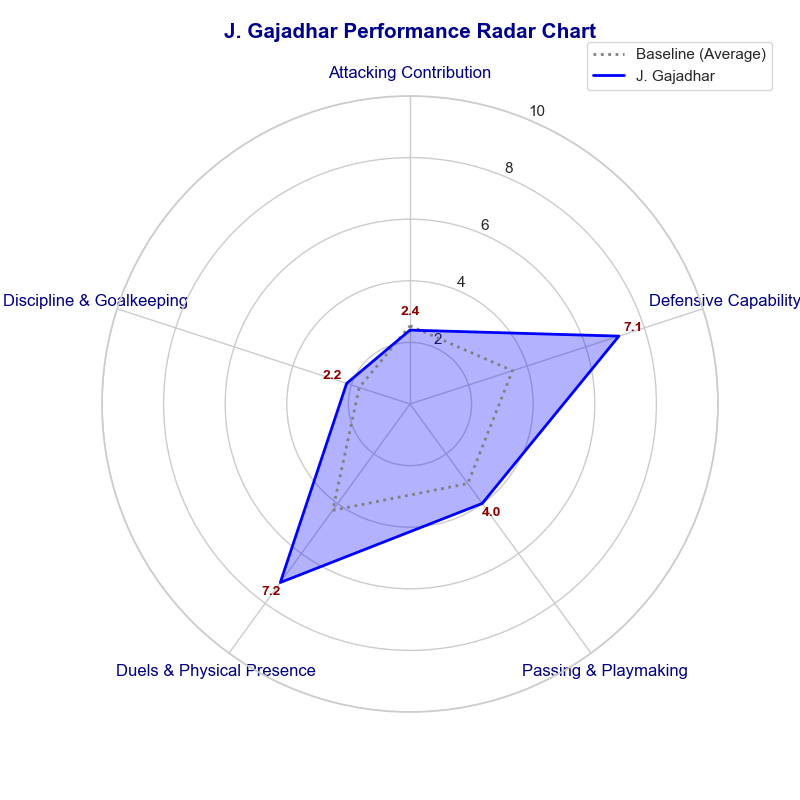 J. Gajadhar Performance Radar Chart
Baseline (Average)
J. Gajadhar
Attacking Contribution
10
8
6
4
2
2.4
Discipline & Goalkeeping
Defensive Capability
7.1
2.2
4.0
7.2
Duels & Physical Presence
Passing & Playmaking